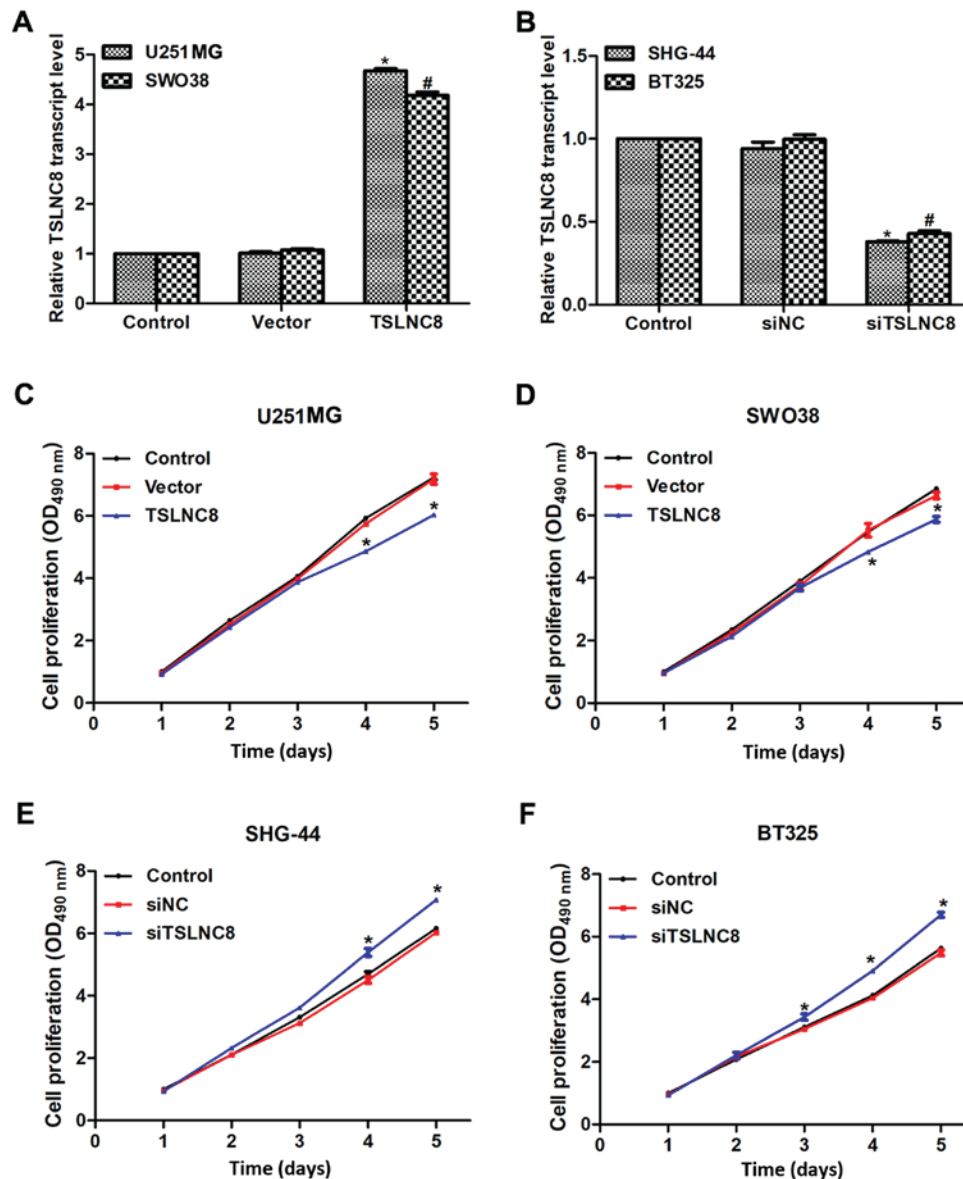 A
U251MG
SWO38
Relative TSLNC8 transcript level
5
4
3
2
1
0
*
#
Control Vector TSLNC8
B
SHG-44
BT325
Relative TSLNC8 transcript level
1.5
1.0
0.5
0.0
*
#
Control siNC siTSLNC8
C
U251MG
Control
Vector
TSLNC8
Cell proliferation (OD490 nm)
8
6
4
2
0
*
*
0 1 2 3 4 5
Time (days)
D
SWO38
Control
Vector
TSLNC8
Cell proliferation (OD490 nm)
8
6
4
2
0
*
*
0 1 2 3 4 5
Time (days)
E
SHG-44
Control
siNC
siTSLNC8
Cell proliferation (OD490 nm)
8
6
4
2
0
*
*
0 1 2 3 4 5
Time (days)
F
BT325
Control
siNC
siTSLNC8
Cell proliferation (OD490 nm)
8
6
4
2
0
*
*
*
0 1 2 3 4 5
Time (days)